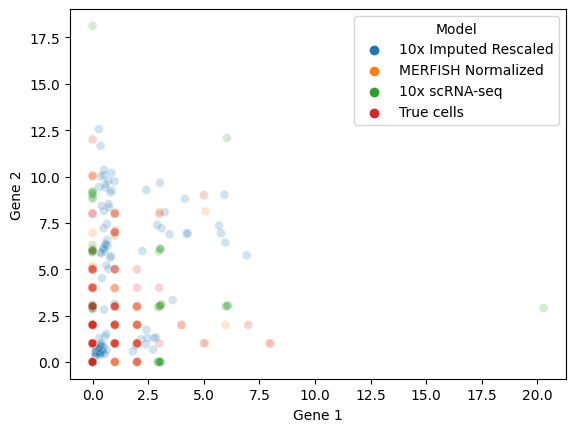 Model
10x Imputed Rescaled
MERFISH Normalized
10x scRNA-seq
True cells
17.5
15.0
12.5
10.0
7.5
5.0
2.5
0.0
Gene 2
0.0 2.5 5.0 7.5 10.0 12.5 15.0 17.5 20.0
Gene 1